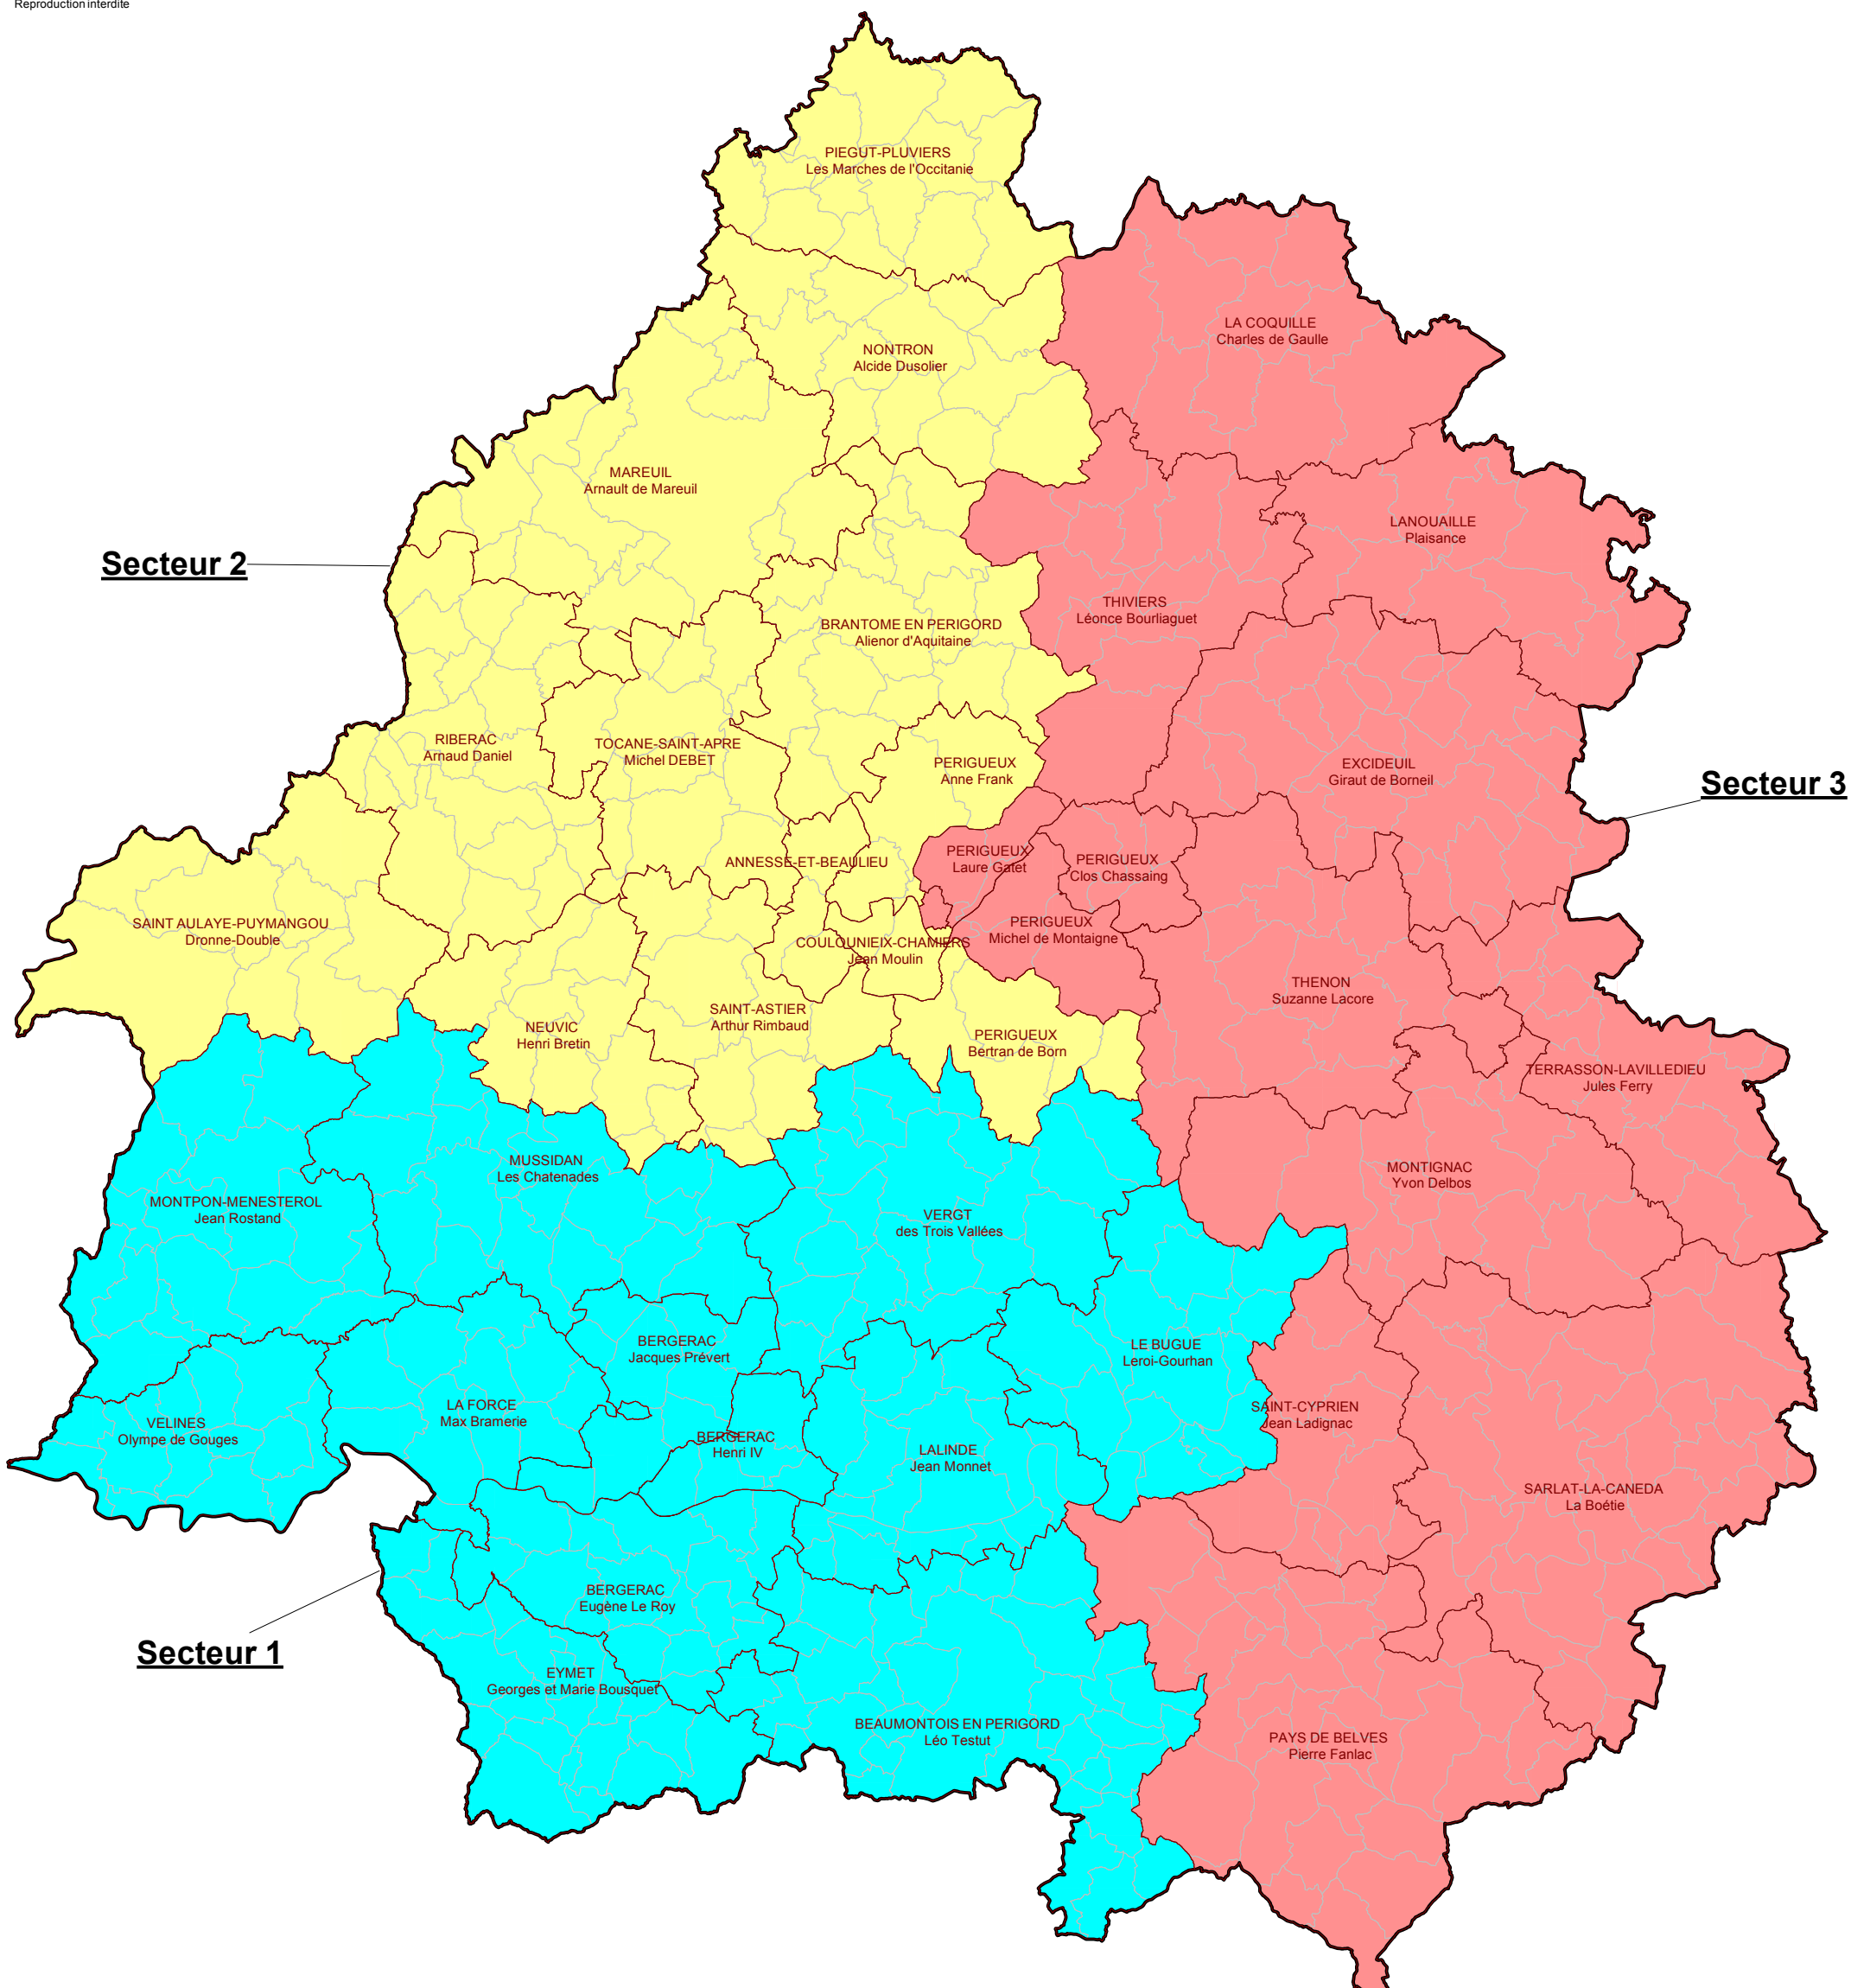 Reproduction interdite
PIEGUT-PLUVIERS
Les Marches de l'Occitanie
LA COQUILLE
Charles de Gaulle
NONTRON
Alcide Dusolier
MAREUIL
Arnault de Mareuil
LANOUAILLE
Plaisance
Secteur 2
THIVIERS
Léonce Bourliaguet
BRANTOME EN PERIGORD
Alienor d'Aquitaine
RIBERAC
Arnaud Daniel
TOCANE-SAINT-APRE
Michel DEBET
PERIGUEUX
Anne Frank
EXCIDEUIL
Giraut de Borneil
Secteur 3
ANNESSE-ET-BEAULIEU
PERIGUEUX
Laure Gatet
PERIGUEUX
Clos Chassaing
SAINT AULAYE-PUYMANGOU
Dronne-Double
PERIGUEUX
Michel de Montaigne
COULOUNIEIX-CHAMIERS
Jean Moulin
THENON
Suzanne Lacore
SAINT-ASTIER
Arthur Rimbaud
NEUVIC
Henri Bretin
PERIGUEUX
Bertran de Born
TERRASSON-LAVILLEDIEU
Jules Ferry
MUSSIDAN
Les Chatenades
MONTIGNAC
Yvon Delbos
MONTPON-MENESTEROL
Jean Rostand
VERGT
des Trois Vallées
BERGERAC
Jacques Prévert
LE BUGUE
Leroi-Gourhan
LA FORCE
Max Bramerie
SAINT-CYPRIEN
Jean Ladignac
VELINES
Olympe de Gouges
BERGERAC
Henri IV
LALINDE
Jean Monnet
SARLAT-LA-CANEDA
La Boétie
BERGERAC
Eugène Le Roy
Secteur 1
EYMET
Georges et Marie Bousquet
BEAUMONTOIS EN PERIGORD
Léo Testut
PAYS DE BELVES
Pierre Fanlac